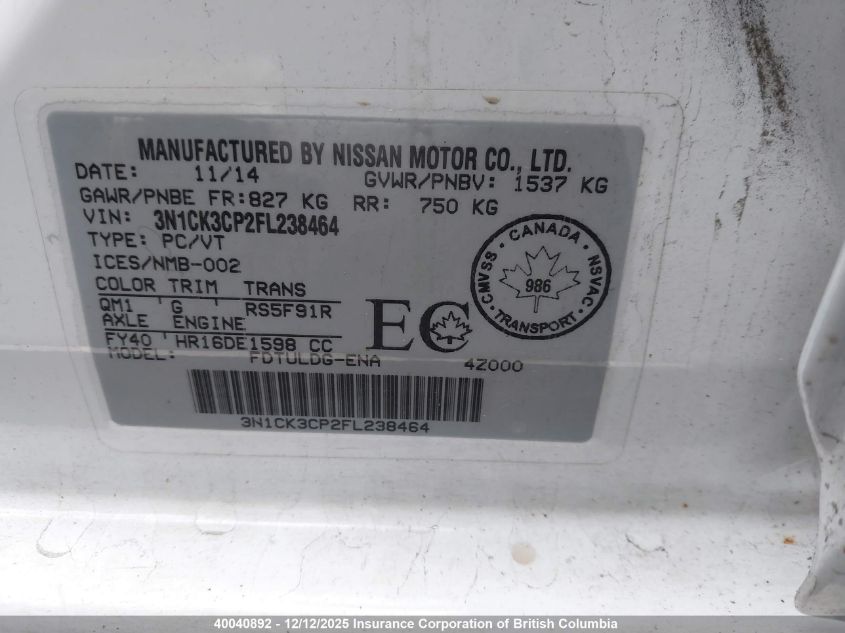 MANUFACTURED BY NISSAN MOTOR CO., LTD.
DATE: 11/14 GVWR/PNBV: 1537 KG
GAWR/PNBE FR:827 KG RR: 750 KG
VIN: 3N1CK3CP2FL238464
TYPE: PC/VT
ICES/NMB-002
COLOR TRIM TRANS
QM1 G RS5F91R
AXLE ENGINE
FY40 HR16DE1598 CC
MODEL: FDTULDG-ENA 4Z000
EC
CANADA
CMVSS NSVAC
986
TRANSPORT
3N1CK3CP2FL238464
40040892 - 12/12/2025 Insurance Corporation of British Columbia